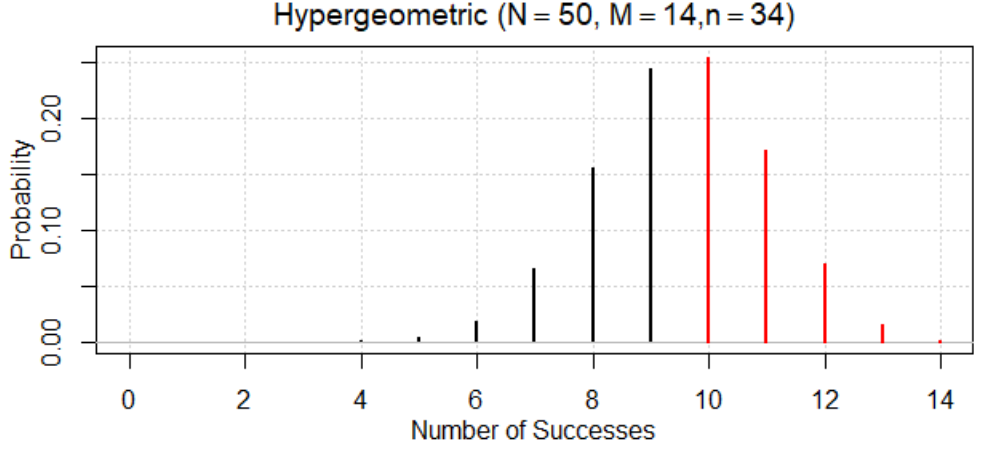 Hypergeometric (N = 50, M = 14,n = 34)
Probability
0.20
0.10
0.00
0 2 4 6 8 10 12 14
Number of Successes